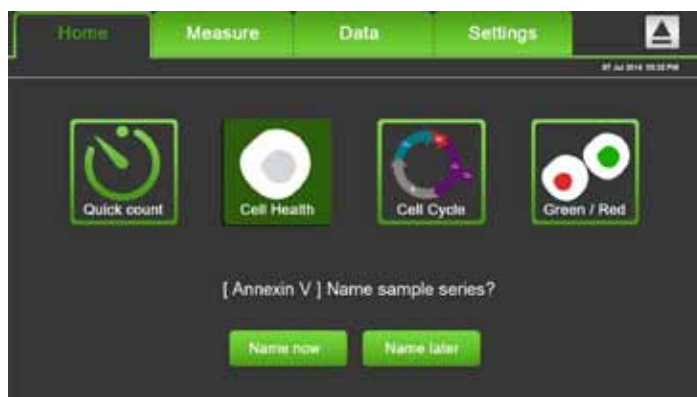 Home Measure Data Settings
Quick count Cell Health Cell Cycle Green / Red
[ Annexin V ] Name sample series?
Name now Name later